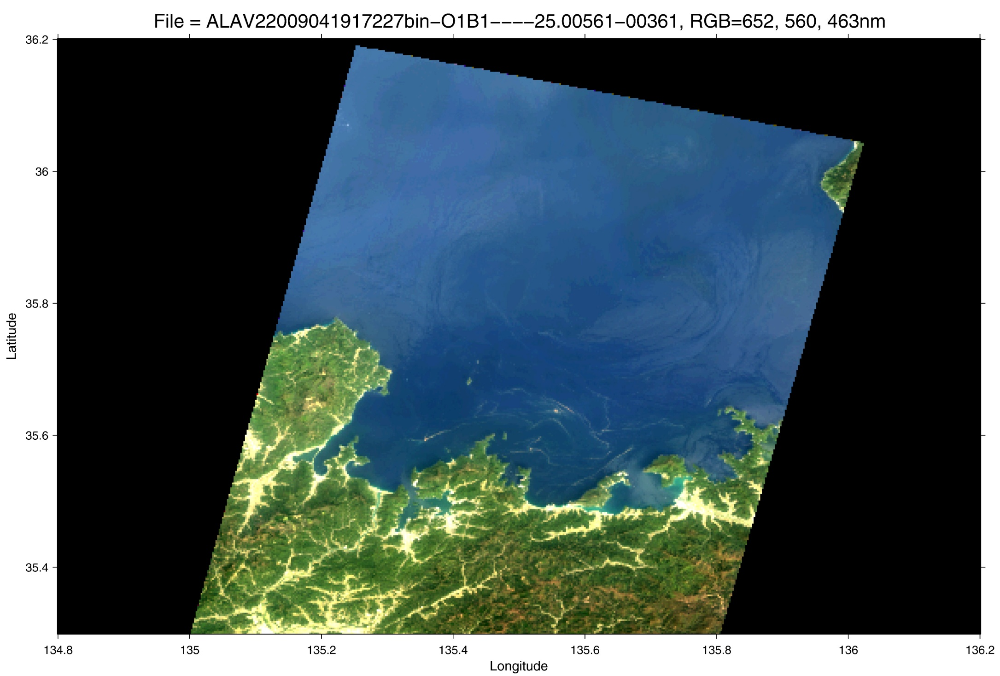 File = ALAV22009041917227bin−O1B1−−−−25.00561−00361, RGB=652, 560, 463nm
36.2
36
35.8
35.6
35.4
Latitude
134.8 135 135.2 135.4 135.6 135.8 136 136.2
Longitude